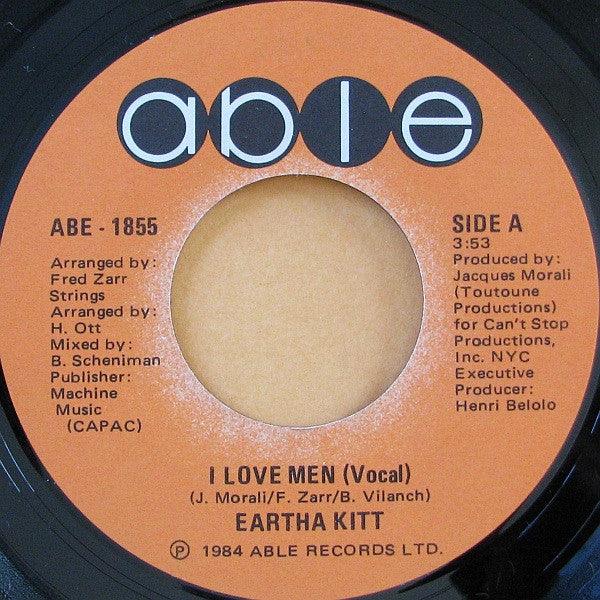 able
ABE - 1855
Arranged by:
Fred Zarr
Strings
Arranged by:
H. Ott
Mixed by:
B. Scheniman
Publisher:
Machine
Music
(CAPAC)
SIDE A
3:53
Produced by:
Jacques Morali
(Toutoune
Productions)
for Can't Stop
Productions,
Inc. NYC
Executive
Producer:
Henri Belolo
I LOVE MEN (Vocal)
(J. Morali/F. Zarr/B. Vilanch)
EARTHA KITT
℗ 1984 ABLE RECORDS LTD.